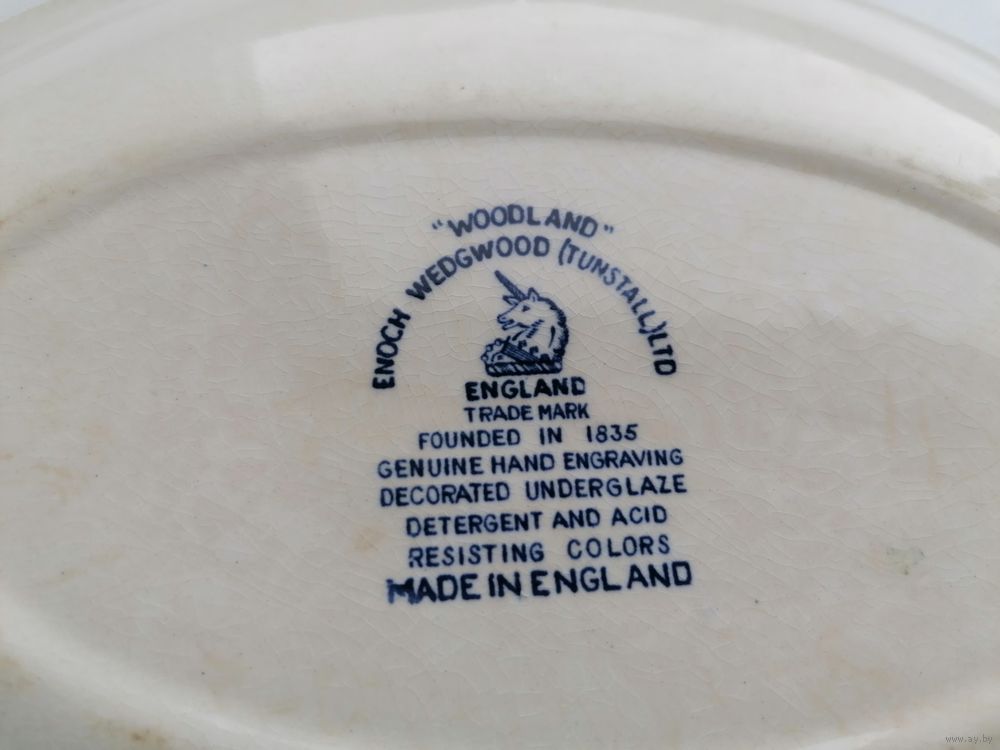 "WOODLAND"
ENOCH WEDGWOOD (TUNSTALL) LTD
ENGLAND
TRADE MARK
FOUNDED IN 1835
GENUINE HAND ENGRAVING
DECORATED UNDERGLAZE
DETERGENT AND ACID
RESISTING COLORS
MADE IN ENGLAND
www.ay.by